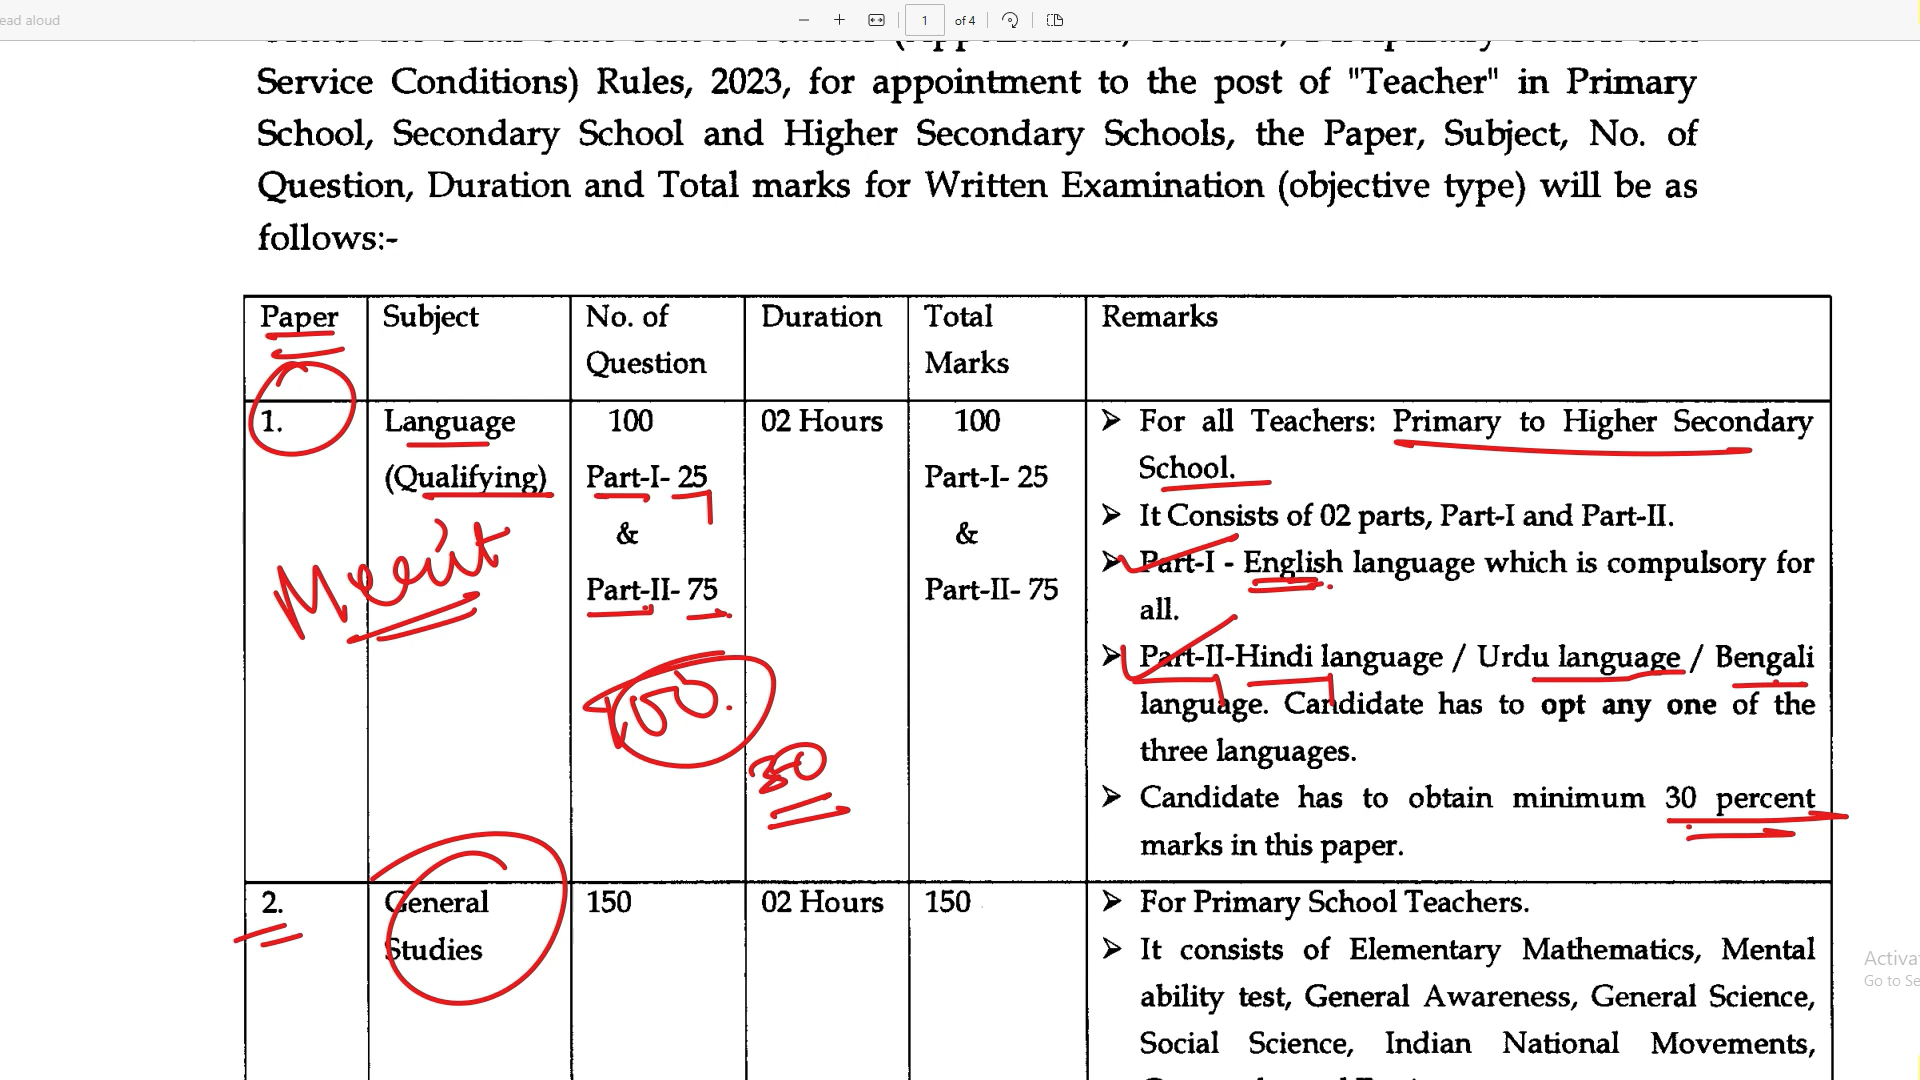 ead aloud
1 of 4
Service Conditions) Rules, 2023, for appointment to the post of "Teacher" in Primary
School, Secondary School and Higher Secondary Schools, the Paper, Subject, No. of
Question, Duration and Total marks for Written Examination (objective type) will be as
follows:-
Paper Subject No. of Question Duration Total Marks Remarks
1.
Language
(Qualifying)
Merit
100
Part-I- 25
&
Part-II- 75
100.
02 Hours
30
100
Part-I- 25
&
Part-II- 75
➤ For all Teachers: Primary to Higher Secondary
School.
➤ It Consists of 02 parts, Part-I and Part-II.
➤ Part-I - English language which is compulsory for
all.
➤ Part-II-Hindi language / Urdu language / Bengali
language. Candidate has to opt any one of the
three languages.
➤ Candidate has to obtain minimum 30 percent
marks in this paper.
2.
General
Studies
150
02 Hours
150
➤ For Primary School Teachers.
➤ It consists of Elementary Mathematics, Mental
ability test, General Awareness, General Science,
Social Science, Indian National Movements,
Activa
Go to Se